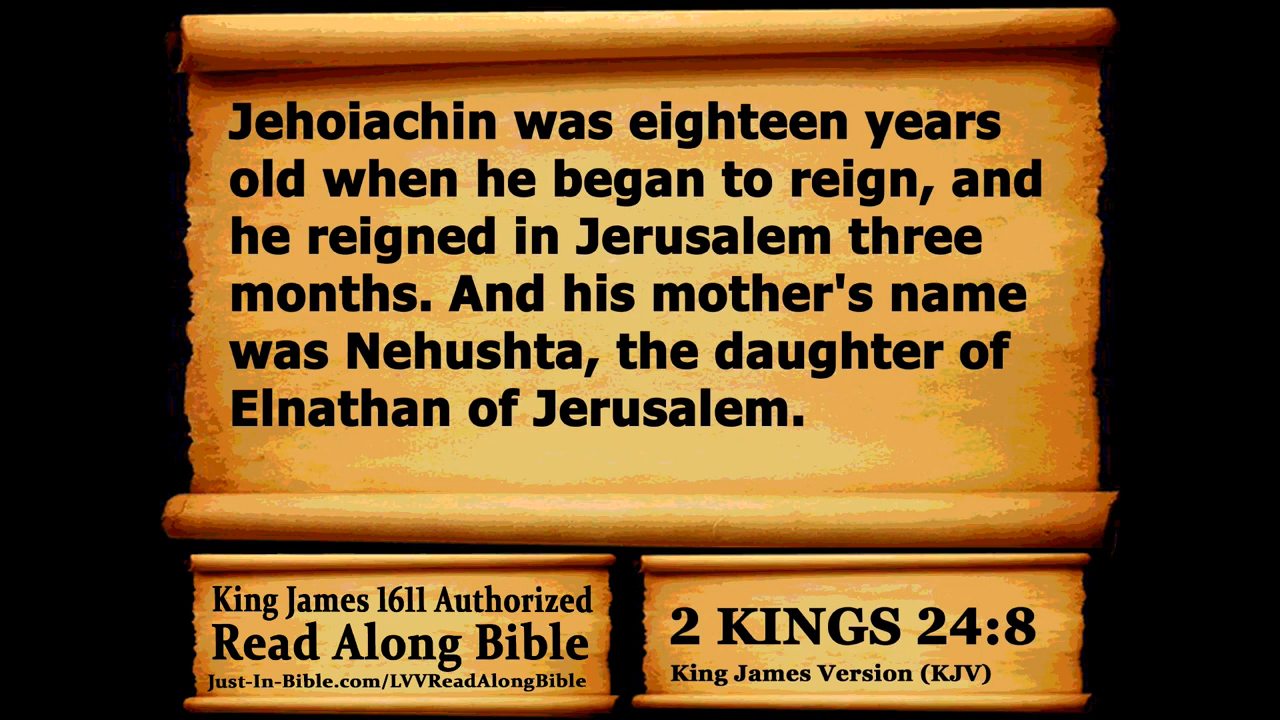 Jehoiachin was eighteen years
old when he began to reign, and
he reigned in Jerusalem three
months. And his mother's name
was Nehushta, the daughter of
Elnathan of Jerusalem.
King James 1611 Authorized
Read Along Bible
Just-In-Bible.com/LVVReadAlongBible
2 KINGS 24:8
King James Version (KJV)